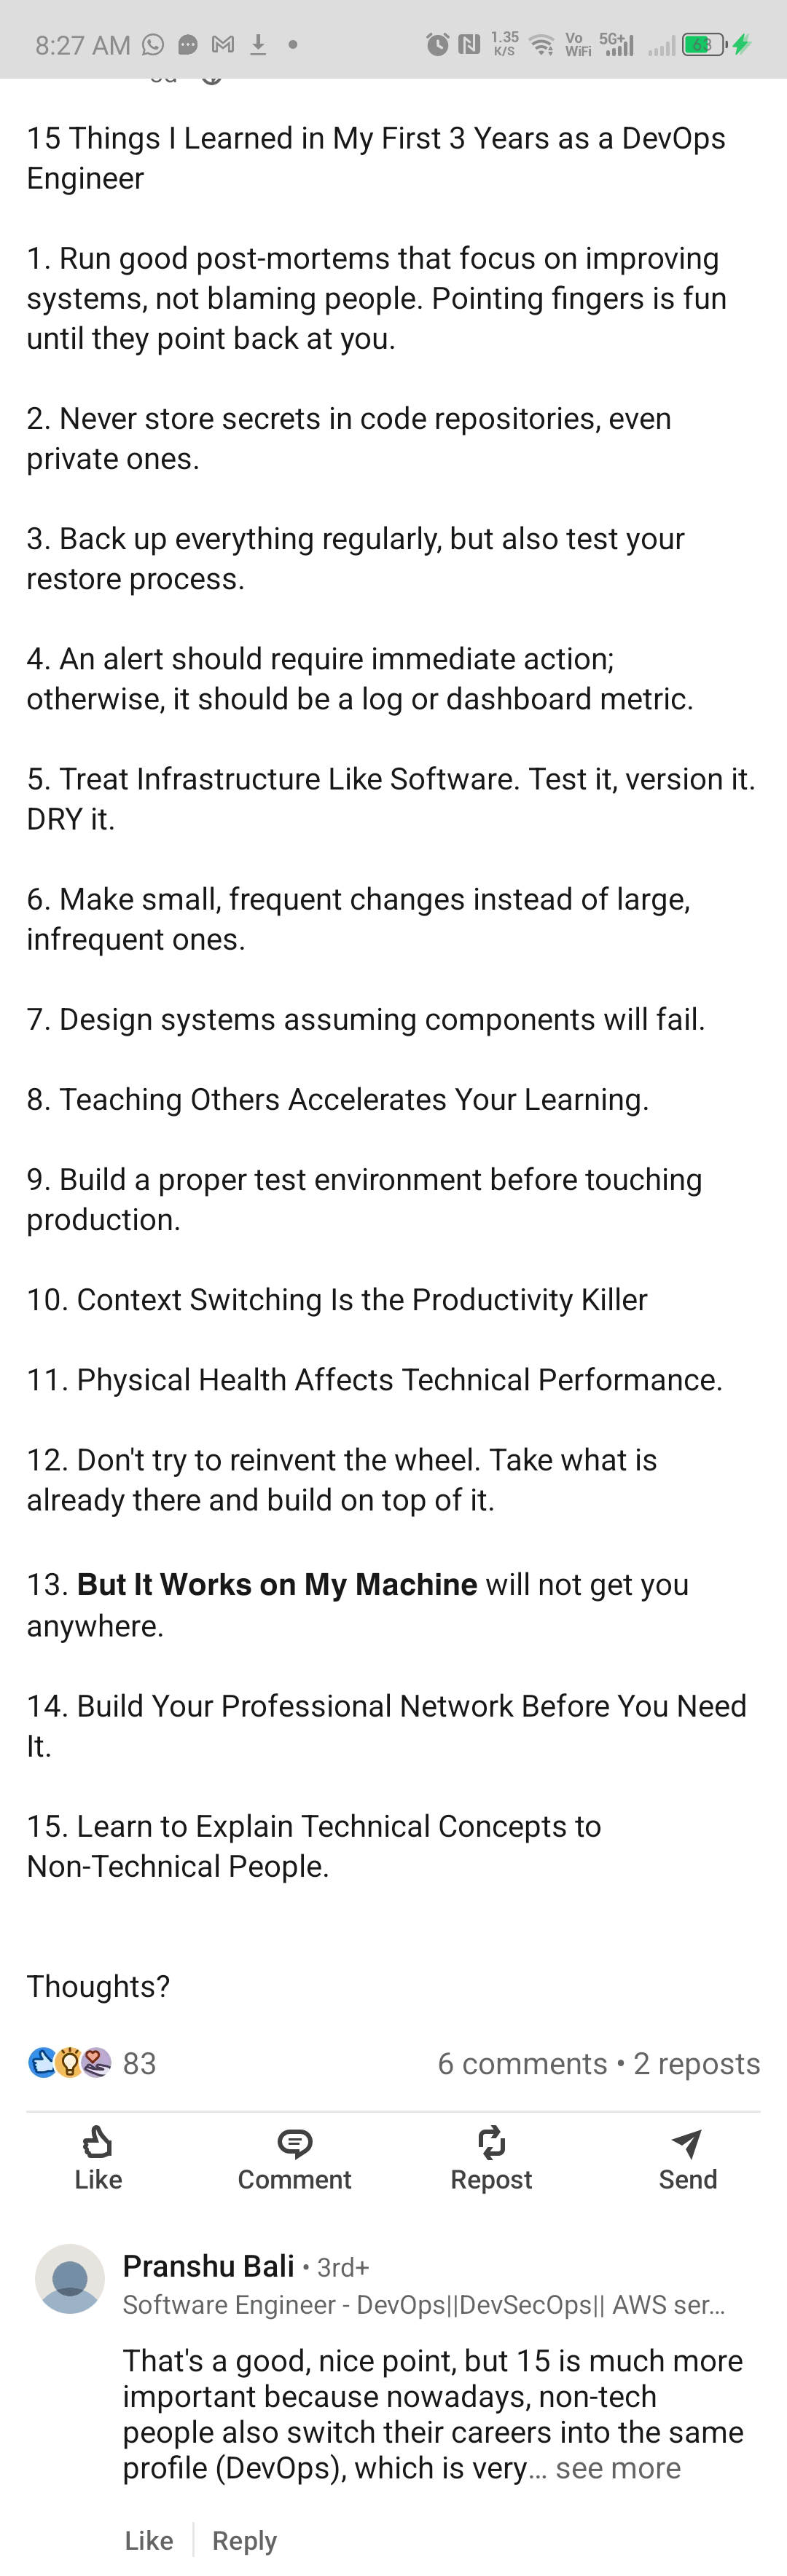 8:27 AM
1.35
K/S
Vo
WiFi
5G+
63
15 Things I Learned in My First 3 Years as a DevOps
Engineer
1. Run good post-mortems that focus on improving
systems, not blaming people. Pointing fingers is fun
until they point back at you.
2. Never store secrets in code repositories, even
private ones.
3. Back up everything regularly, but also test your
restore process.
4. An alert should require immediate action;
otherwise, it should be a log or dashboard metric.
5. Treat Infrastructure Like Software. Test it, version it.
DRY it.
6. Make small, frequent changes instead of large,
infrequent ones.
7. Design systems assuming components will fail.
8. Teaching Others Accelerates Your Learning.
9. Build a proper test environment before touching
production.
10. Context Switching Is the Productivity Killer
11. Physical Health Affects Technical Performance.
12. Don't try to reinvent the wheel. Take what is
already there and build on top of it.
13. But It Works on My Machine will not get you
anywhere.
14. Build Your Professional Network Before You Need
It.
15. Learn to Explain Technical Concepts to
Non-Technical People.
Thoughts?
83 6 comments • 2 reposts
Like Comment Repost Send
Pranshu Bali • 3rd+
Software Engineer - DevOps||DevSecOps|| AWS ser...
That's a good, nice point, but 15 is much more
important because nowadays, non-tech
people also switch their careers into the same
profile (DevOps), which is very... see more
Like Reply